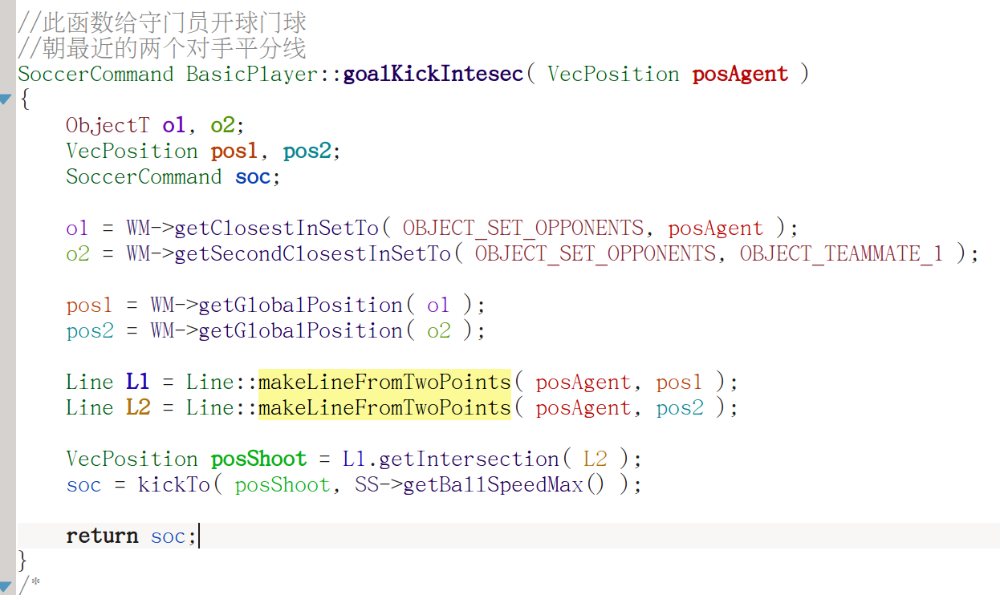 //此函数给守门员开球门球
//朝最近的两个对手平分线
SoccerCommand BasicPlayer::goalKickIntesec( VecPosition posAgent )
{
    ObjectT o1, o2;
    VecPosition pos1, pos2;
    SoccerCommand soc;
    o1 = WM->getClosestInSetTo( OBJECT_SET_OPPONENTS, posAgent );
    o2 = WM->getSecondClosestInSetTo( OBJECT_SET_OPPONENTS, OBJECT_TEAMMATE_1 );
    pos1 = WM->getGlobalPosition( o1 );
    pos2 = WM->getGlobalPosition( o2 );
    Line L1 = Line::makeLineFromTwoPoints( posAgent, pos1 );
    Line L2 = Line::makeLineFromTwoPoints( posAgent, pos2 );
    VecPosition posShoot = L1.getIntersection( L2 );
    soc = kickTo( posShoot, SS->getBallSpeedMax() );
    return soc;
}
/*